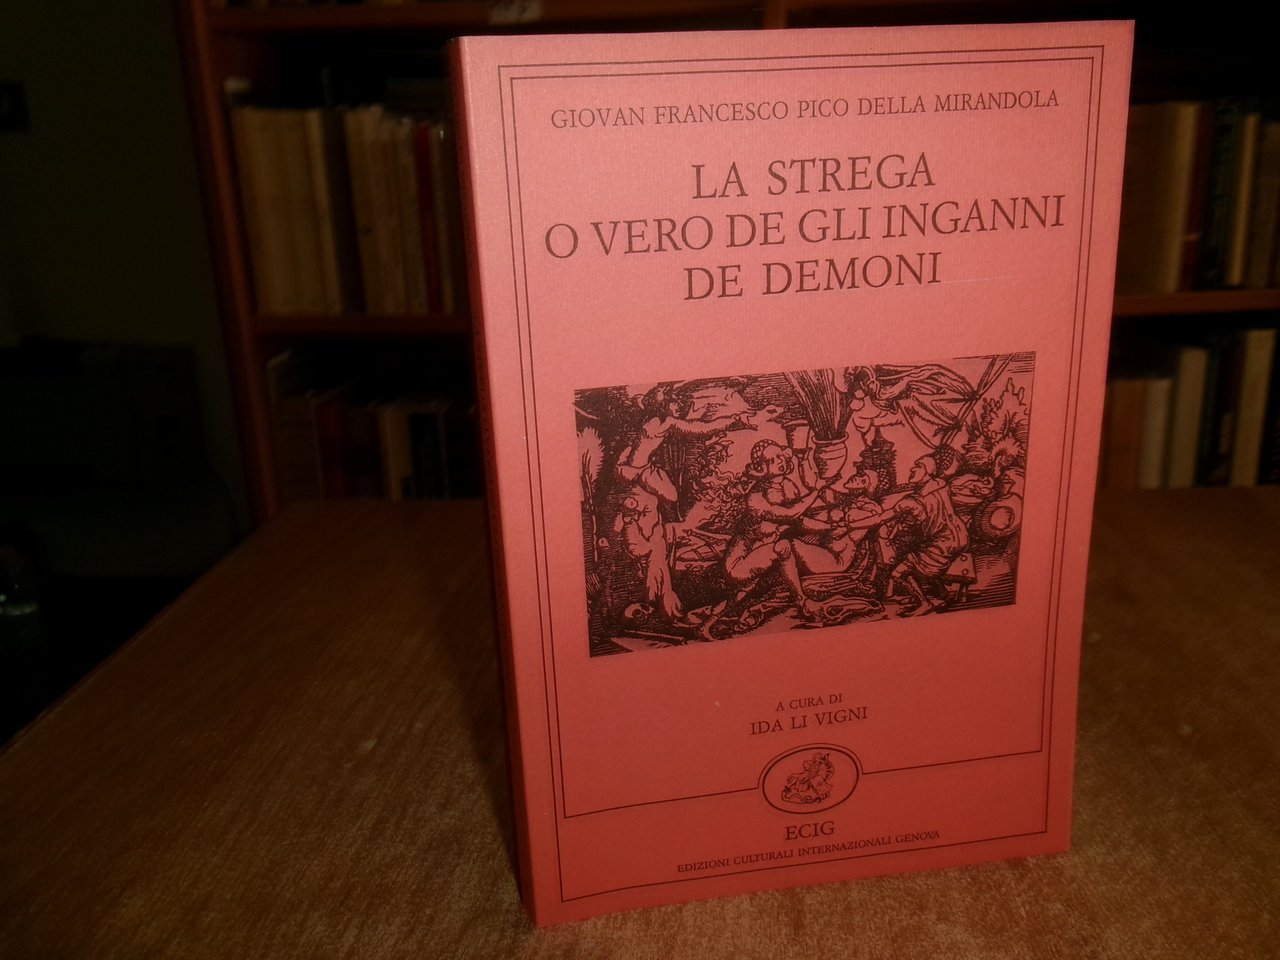 GIOVAN FRANCESCO PICO DELLA MIRANDOLA
LA STREGA
O VERO DE GLI INGANNI
DE DEMONI
A CURA DI
IDA LI VIGNI
ECIG
EDIZIONI CULTURALI INTERNAZIONALI GENOVA